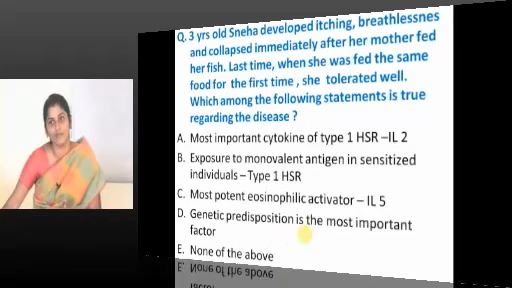 Q. 3 yrs old Sneha developed itching, breathlessnes
and collapsed immediately after her mother fed
her fish. Last time, when she was fed the same
food for the first time , she tolerated well.
Which among the following statements is true
regarding the disease ?
A. Most important cytokine of type 1 HSR –IL 2
B. Exposure to monovalent antigen in sensitized
individuals – Type 1 HSR
C. Most potent eosinophilic activator – IL 5
D. Genetic predisposition is the most important
factor
E. None of the above